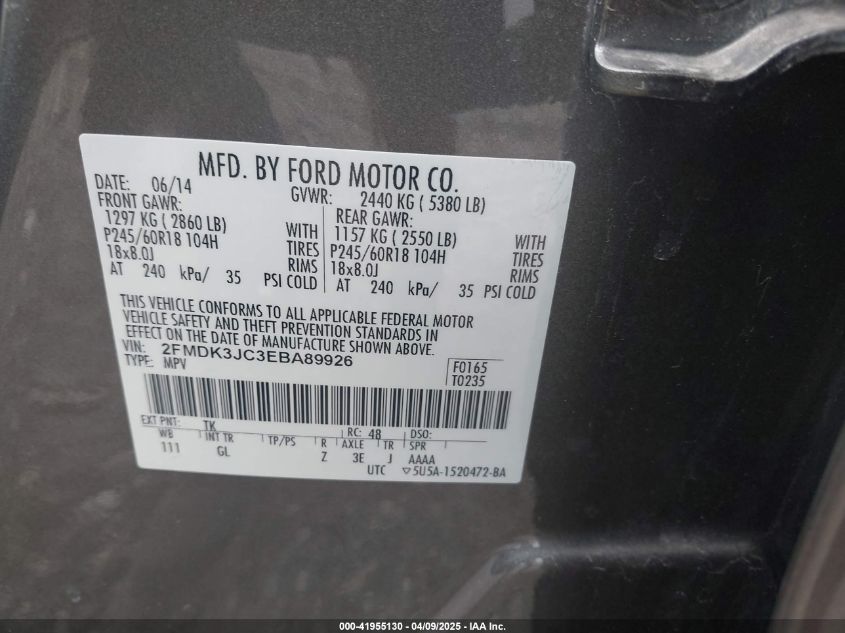 MFD. BY FORD MOTOR CO.
DATE: 06/14 GVWR: 2440 KG ( 5380 LB)
FRONT GAWR: REAR GAWR:
1297 KG ( 2860 LB) WITH 1157 KG ( 2550 LB) WITH
P245/60R18 104H TIRES P245/60R18 104H TIRES
18x8.0J RIMS 18x8.0J RIMS
AT 240 kPa/ 35 PSI COLD AT 240 kPa/ 35 PSI COLD
THIS VEHICLE CONFORMS TO ALL APPLICABLE FEDERAL MOTOR
VEHICLE SAFETY AND THEFT PREVENTION STANDARDS IN
EFFECT ON THE DATE OF MANUFACTURE SHOWN ABOVE.
VIN: 2FMDK3JC3EBA89926
TYPE: MPV F0165
T0235
EXT PNT: TK RC: 48 DSO:
WB INT TR TP/PS R AXLE TR SPR
111 GL Z 3E J AAAA
UTC ▽5U5A-1520472-BA
000-41955130 - 04/09/2025 - IAA Inc.